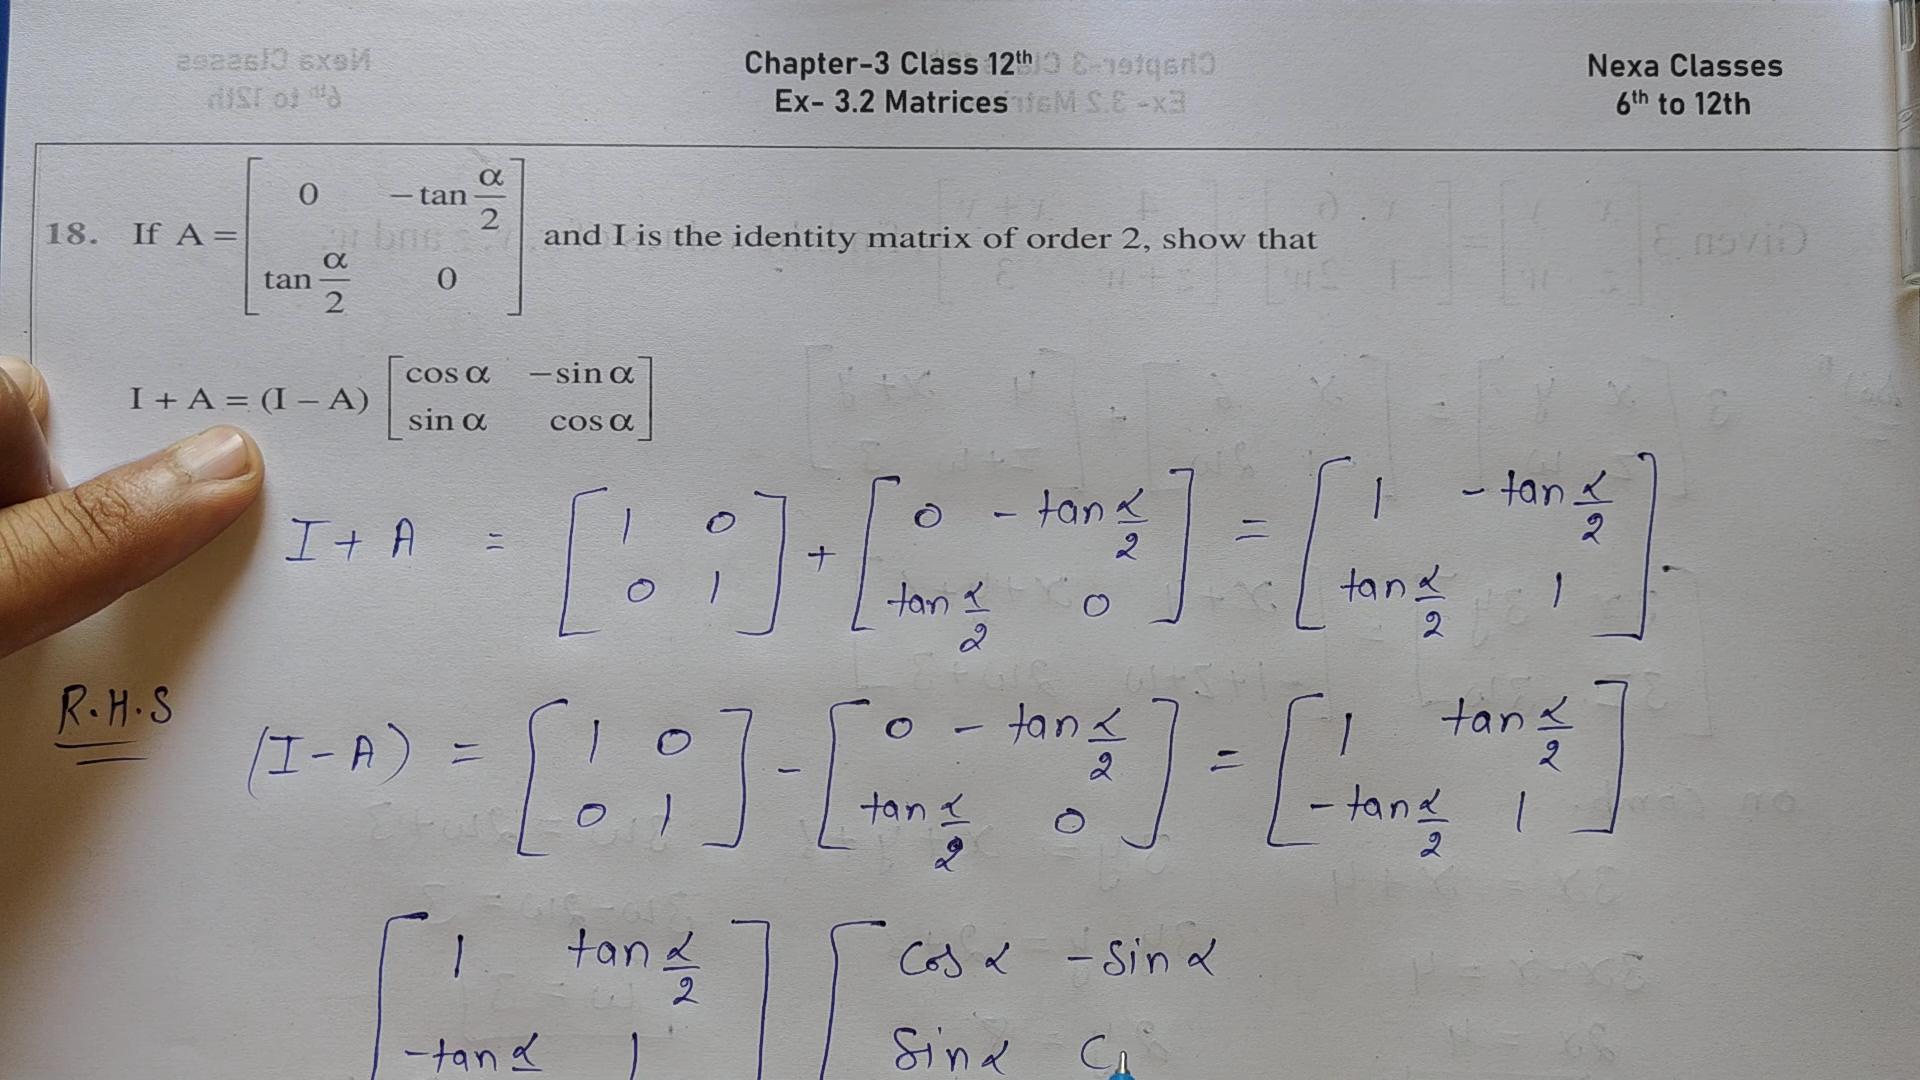 Chapter-3 Class 12th
Ex- 3.2 Matrices
Nexa Classes
6th to 12th
18. If A = [ 0 −tan α/2
tan α/2 0 ] and I is the identity matrix of order 2, show that
I + A = (I − A) [ cos α −sin α
sin α cos α ]
I + A = [ 1 0
0 1 ] + [ 0 −tan α/2
tan α/2 0 ] = [ 1 −tan α/2
tan α/2 1 ].
R.H.S
(I−A) = [ 1 0
0 1 ] − [ 0 −tan α/2
tan α/2 0 ] = [ 1 tan α/2
−tan α/2 1 ]
[ 1 tan α/2 ] [ Cos α −Sin α
−tan α 1 Sin α C